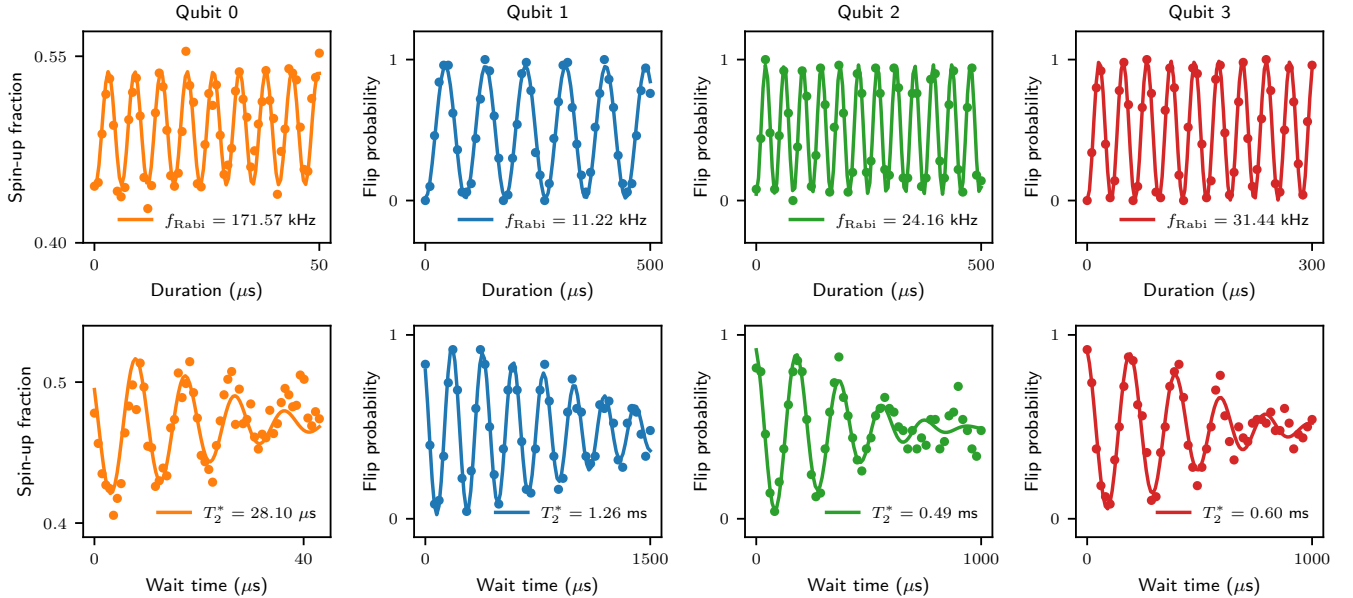 Qubit 0
Qubit 1
Qubit 2
Qubit 3
Spin-up fraction
0.55
0.40
0
50
Duration (μs)
f_Rabi = 171.57 kHz
Flip probability
1
0
0
500
Duration (μs)
f_Rabi = 11.22 kHz
Flip probability
1
0
0
500
Duration (μs)
f_Rabi = 24.16 kHz
Flip probability
1
0
0
300
Duration (μs)
f_Rabi = 31.44 kHz
Spin-up fraction
0.5
0.4
0
40
Wait time (μs)
T₂* = 28.10 μs
Flip probability
1
0
0
1500
Wait time (μs)
T₂* = 1.26 ms
Flip probability
1
0
0
1000
Wait time (μs)
T₂* = 0.49 ms
Flip probability
1
0
0
1000
Wait time (μs)
T₂* = 0.60 ms